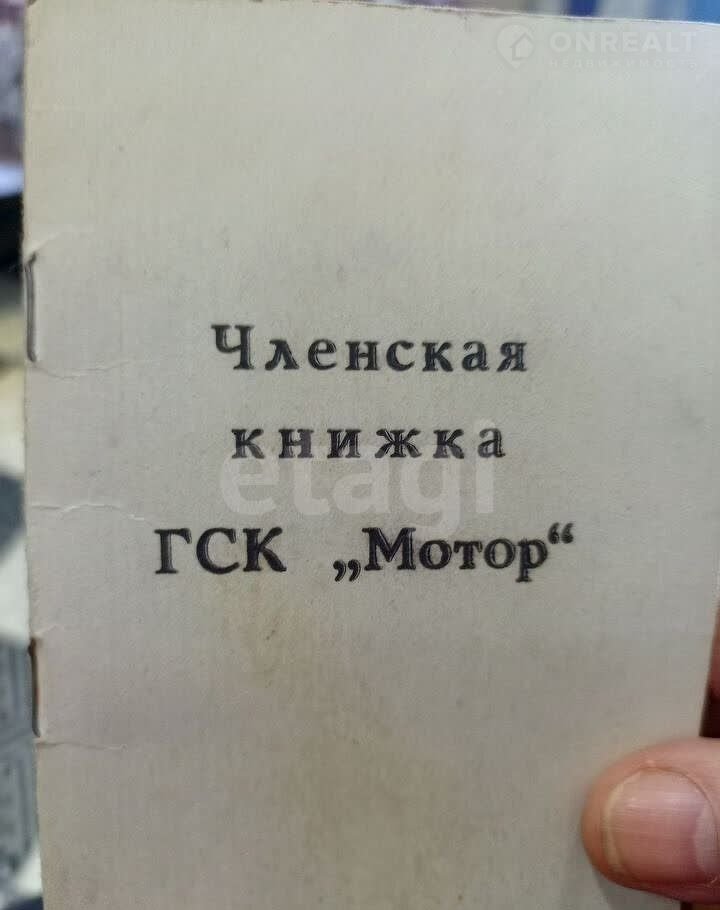 ONREALT
НЕДВИЖИМОСТЬ
Членская
книжка
etagi
ГСК „Мотор“